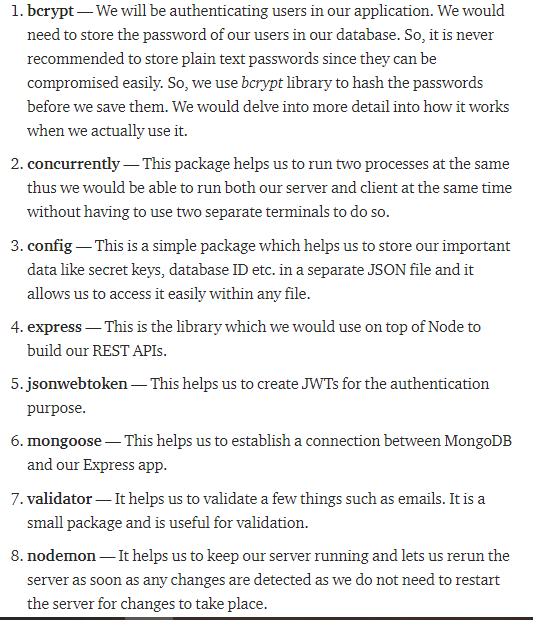 1. bcrypt — We will be authenticating users in our application. We would
need to store the password of our users in our database. So, it is never
recommended to store plain text passwords since they can be
compromised easily. So, we use bcrypt library to hash the passwords
before we save them. We would delve into more detail into how it works
when we actually use it.
2. concurrently — This package helps us to run two processes at the same
thus we would be able to run both our server and client at the same time
without having to use two separate terminals to do so.
3. config — This is a simple package which helps us to store our important
data like secret keys, database ID etc. in a separate JSON file and it
allows us to access it easily within any file.
4. express — This is the library which we would use on top of Node to
build our REST APIs.
5. jsonwebtoken — This helps us to create JWTs for the authentication
purpose.
6. mongoose — This helps us to establish a connection between MongoDB
and our Express app.
7. validator — It helps us to validate a few things such as emails. It is a
small package and is useful for validation.
8. nodemon — It helps us to keep our server running and lets us rerun the
server as soon as any changes are detected as we do not need to restart
the server for changes to take place.